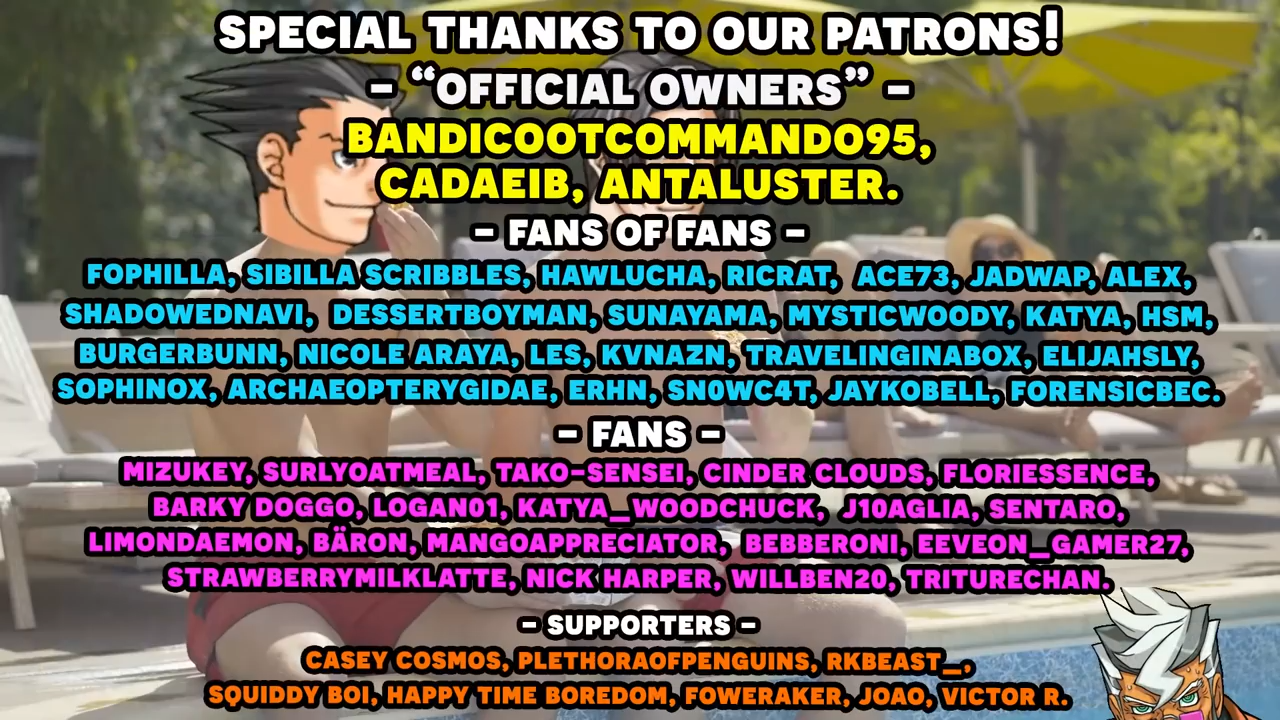 SPECIAL THANKS TO OUR PATRONS!
- “OFFICIAL OWNERS” -
BANDICOOTCOMMANDO95,
CADAEIB, ANTALUSTER.
- FANS OF FANS -
FOPHILLA, SIBILLA SCRIBBLES, HAWLUCHA, RICRAT, ACE73, JADWAP, ALEX,
SHADOWEDNAVI, DESSERTBOYMAN, SUNAYAMA, MYSTICWOODY, KATYA, HSM,
BURGERBUNN, NICOLE ARAYA, LES, KVNAZN, TRAVELINGINABOX, ELIJAHSLY,
SOPHINOX, ARCHAEOPTERYGIDAE, ERHN, SN0WC4T, JAYKOBELL, FORENSICBEC.
- FANS -
MIZUKEY, SURLYOATMEAL, TAKO-SENSEI, CINDER CLOUDS, FLORIESSENCE,
BARKY DOGGO, LOGAN01, KATYA_WOODCHUCK, J10AGLIA, SENTARO,
LIMONDAEMON, BÄRON, MANGOAPPRECIATOR, BEBBERONI, EEVEON_GAMER27,
STRAWBERRYMILKLATTE, NICK HARPER, WILLBEN20, TRITURECHAN.
- SUPPORTERS -
CASEY COSMOS, PLETHORAOFPENGUINS, RKBEAST_,
SQUIDDY BOI, HAPPY TIME BOREDOM, FOWERAKER, JOAO, VICTOR R.